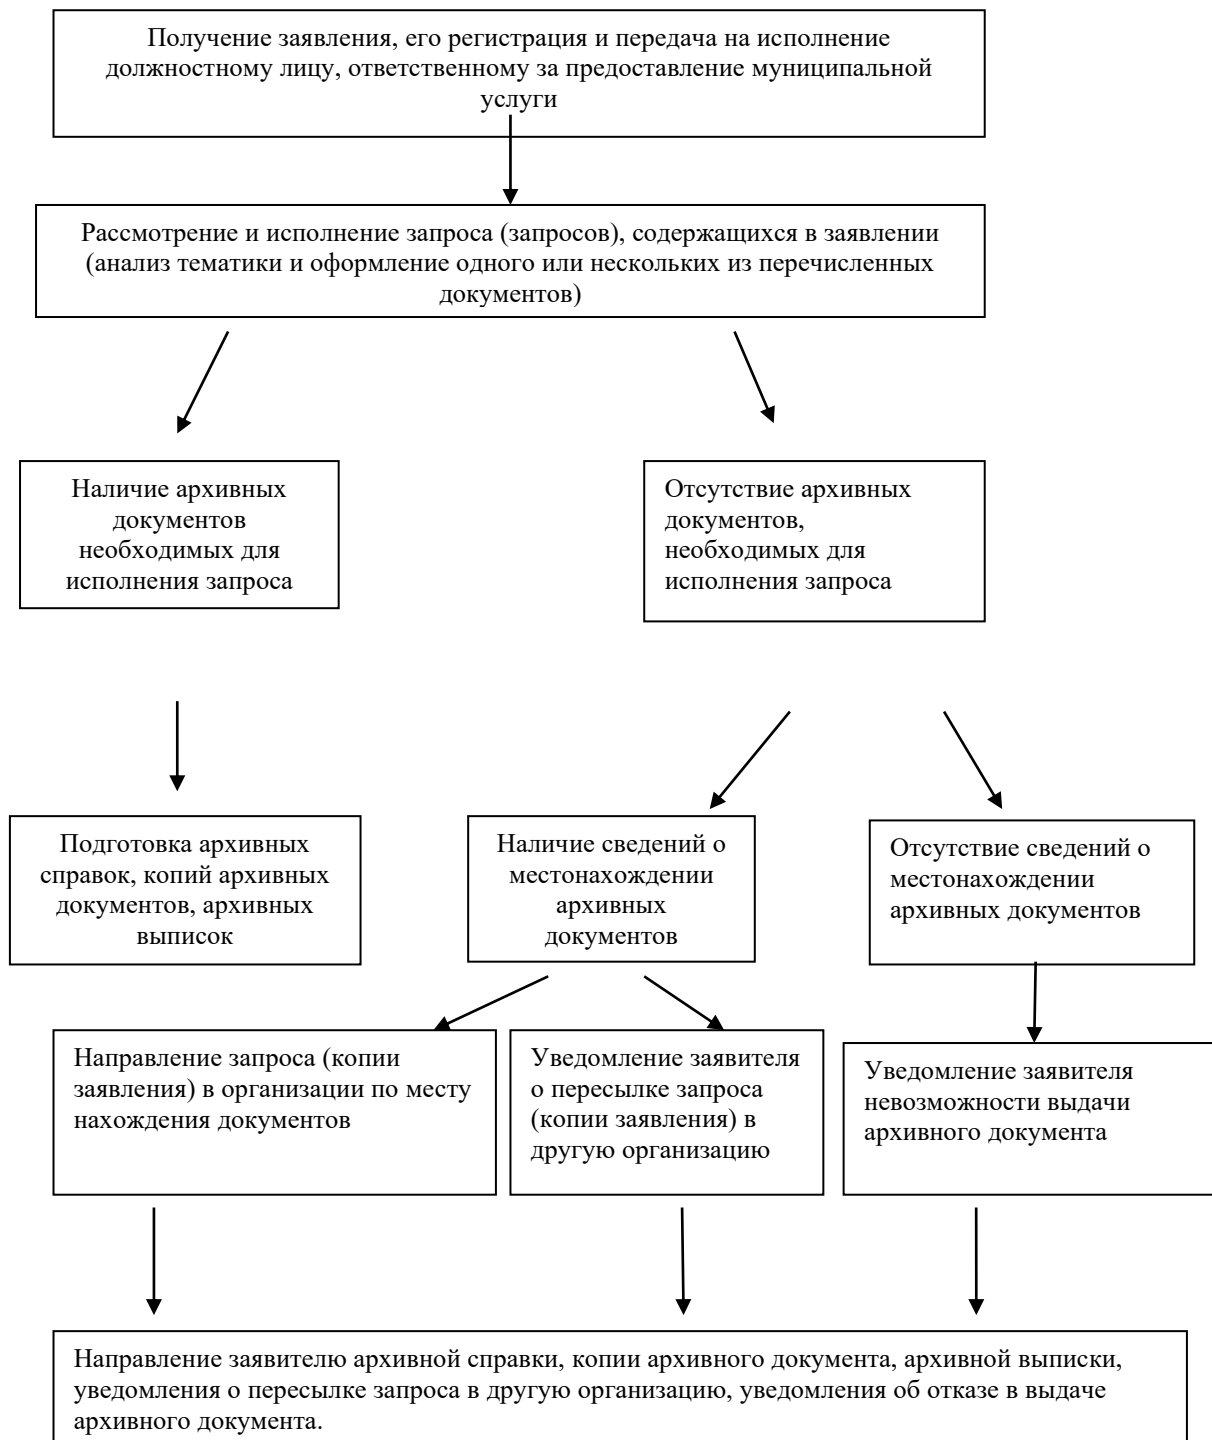 Получение заявления, его регистрация и передача на исполнение
должностному лицу, ответственному за предоставление муниципальной
услуги
Рассмотрение и исполнение запроса (запросов), содержащихся в заявлении
(анализ тематики и оформление одного или нескольких из перечисленных
документов)
Наличие архивных
документов
необходимых для
исполнения запроса
Отсутствие архивных
документов,
необходимых для
исполнения запроса
Подготовка архивных
справок, копий архивных
документов, архивных
выписок
Наличие сведений о
местонахождении
архивных
документов
Отсутствие сведений о
местонахождении
архивных документов
Направление запроса (копии
заявления) в организации по месту
нахождения документов
Уведомление заявителя
о пересылке запроса
(копии заявления) в
другую организацию
Уведомление заявителя
невозможности выдачи
архивного документа
Направление заявителю архивной справки, копии архивного документа, архивной выписки,
уведомления о пересылке запроса в другую организацию, уведомления об отказе в выдаче
архивного документа.